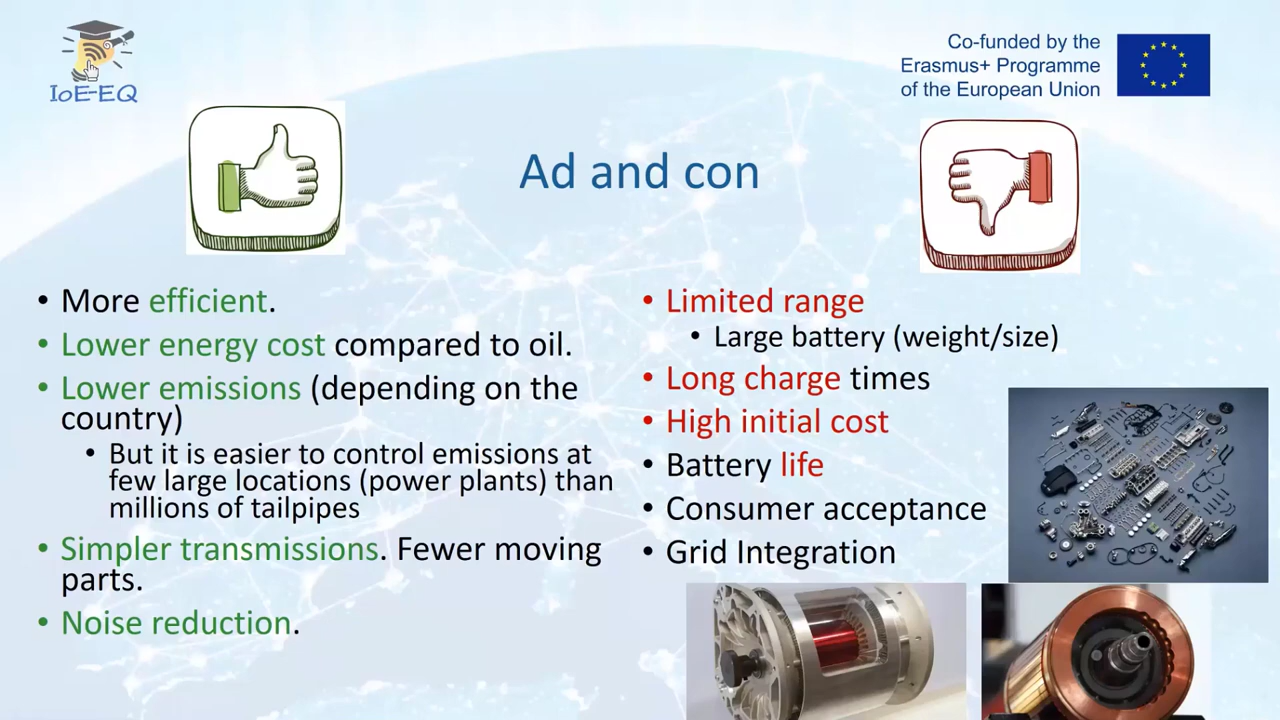 IoE-EQ
Co-funded by the
Erasmus+ Programme
of the European Union
Ad and con
• More efficient.
• Lower energy cost compared to oil.
• Lower emissions (depending on the
country)
• But it is easier to control emissions at
few large locations (power plants) than
millions of tailpipes
• Simpler transmissions. Fewer moving
parts.
• Noise reduction.
• Limited range
• Large battery (weight/size)
• Long charge times
• High initial cost
• Battery life
• Consumer acceptance
• Grid Integration